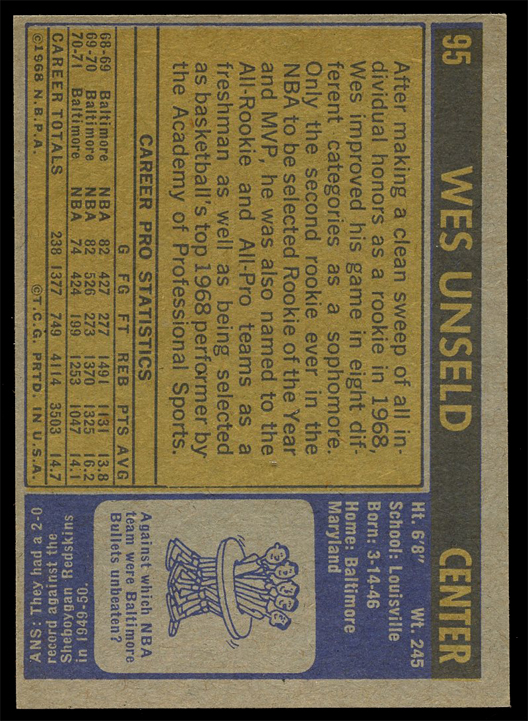 95 WES UNSELD CENTER
After making a clean sweep of all in-
dividual honors as a rookie in 1968,
Wes improved his game in eight dif-
ferent categories as a sophomore.
Only the second rookie ever in the
NBA to be selected Rookie of the Year
and MVP, he was also named to the
All-Rookie and All-Pro teams as a
freshman as well as being selected
as basketball's top 1968 performer by
the Academy of Professional Sports.
CAREER PRO STATISTICS
G FG FT REB PTS AVG
68-69 Baltimore NBA 82 427 277 1491 1131 13.8
69-70 Baltimore NBA 82 526 273 1370 1325 16.2
70-71 Baltimore NBA 74 424 199 1253 1047 14.1
CAREER TOTALS 238 1377 749 4114 3503 14.7
©1968 N.B.P.A. ©T.C.G. PRTD. IN U.S.A.
Ht. 6'8" Wt. 245
School: Louisville
Born: 3-14-46
Home: Baltimore
Maryland
Against which NBA
team were Baltimore
Bullets unbeaten?
ANS: They had a 2-0
record against the
Sheboygan Redskins
in 1949-50.